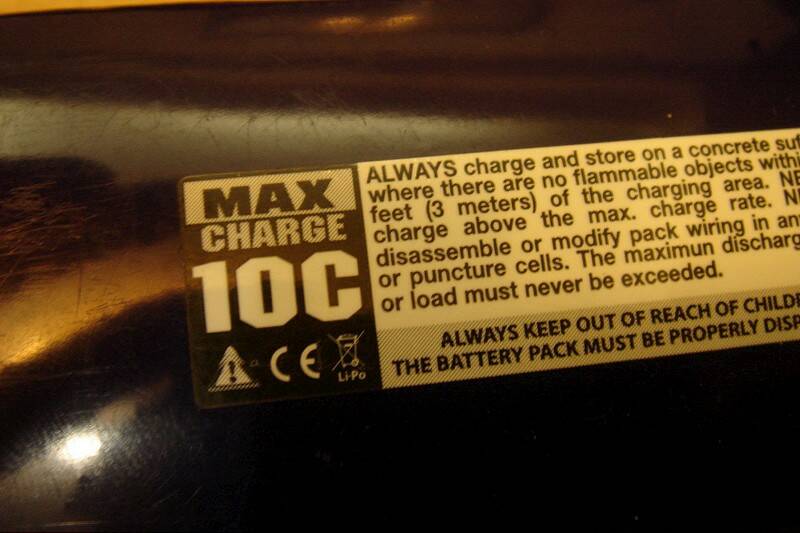 MAX
CHARGE
10C
CE
Li-Po
ALWAYS charge and store on a concrete
where there are no flammable objects
feet (3 meters) of the charging area.
charge above the max. charge rate.
disassemble or modify pack wiring in
or puncture cells. The maximun
or load must never be exceeded.
ALWAYS KEEP OUT OF REACH OF
THE BATTERY PACK MUST BE PROPERLY